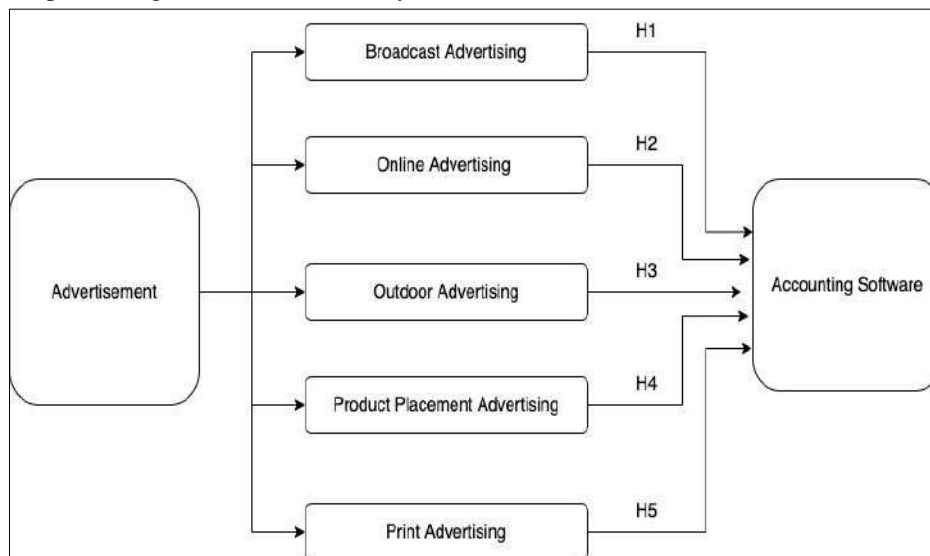 Broadcast Advertising
H1
Online Advertising
H2
Advertisement
Outdoor Advertising
H3
Accounting Software
Product Placement Advertising
H4
Print Advertising
H5